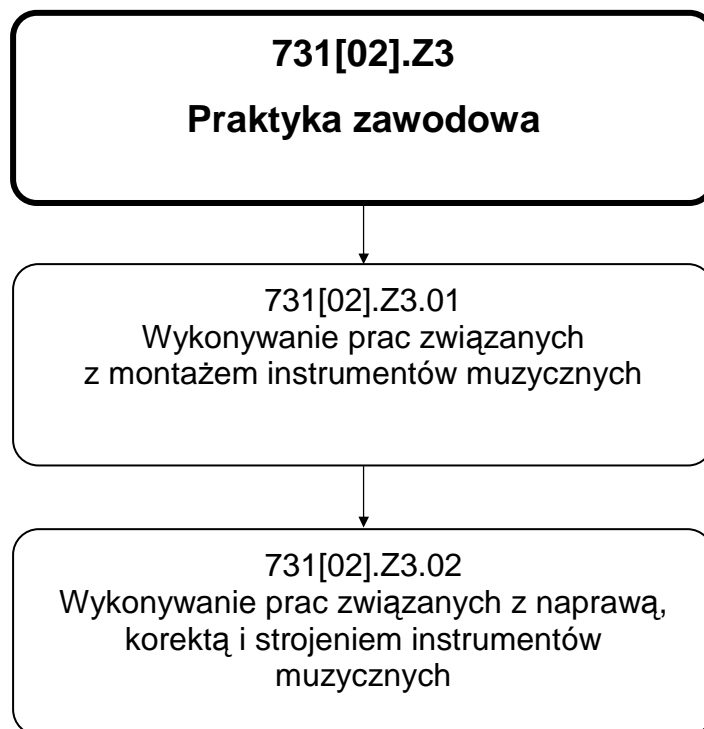 731[02].Z3
Praktyka zawodowa
731[02].Z3.01
Wykonywanie prac związanych
z montażem instrumentów muzycznych
731[02].Z3.02
Wykonywanie prac związanych z naprawą,
korektą i strojeniem instrumentów
muzycznych